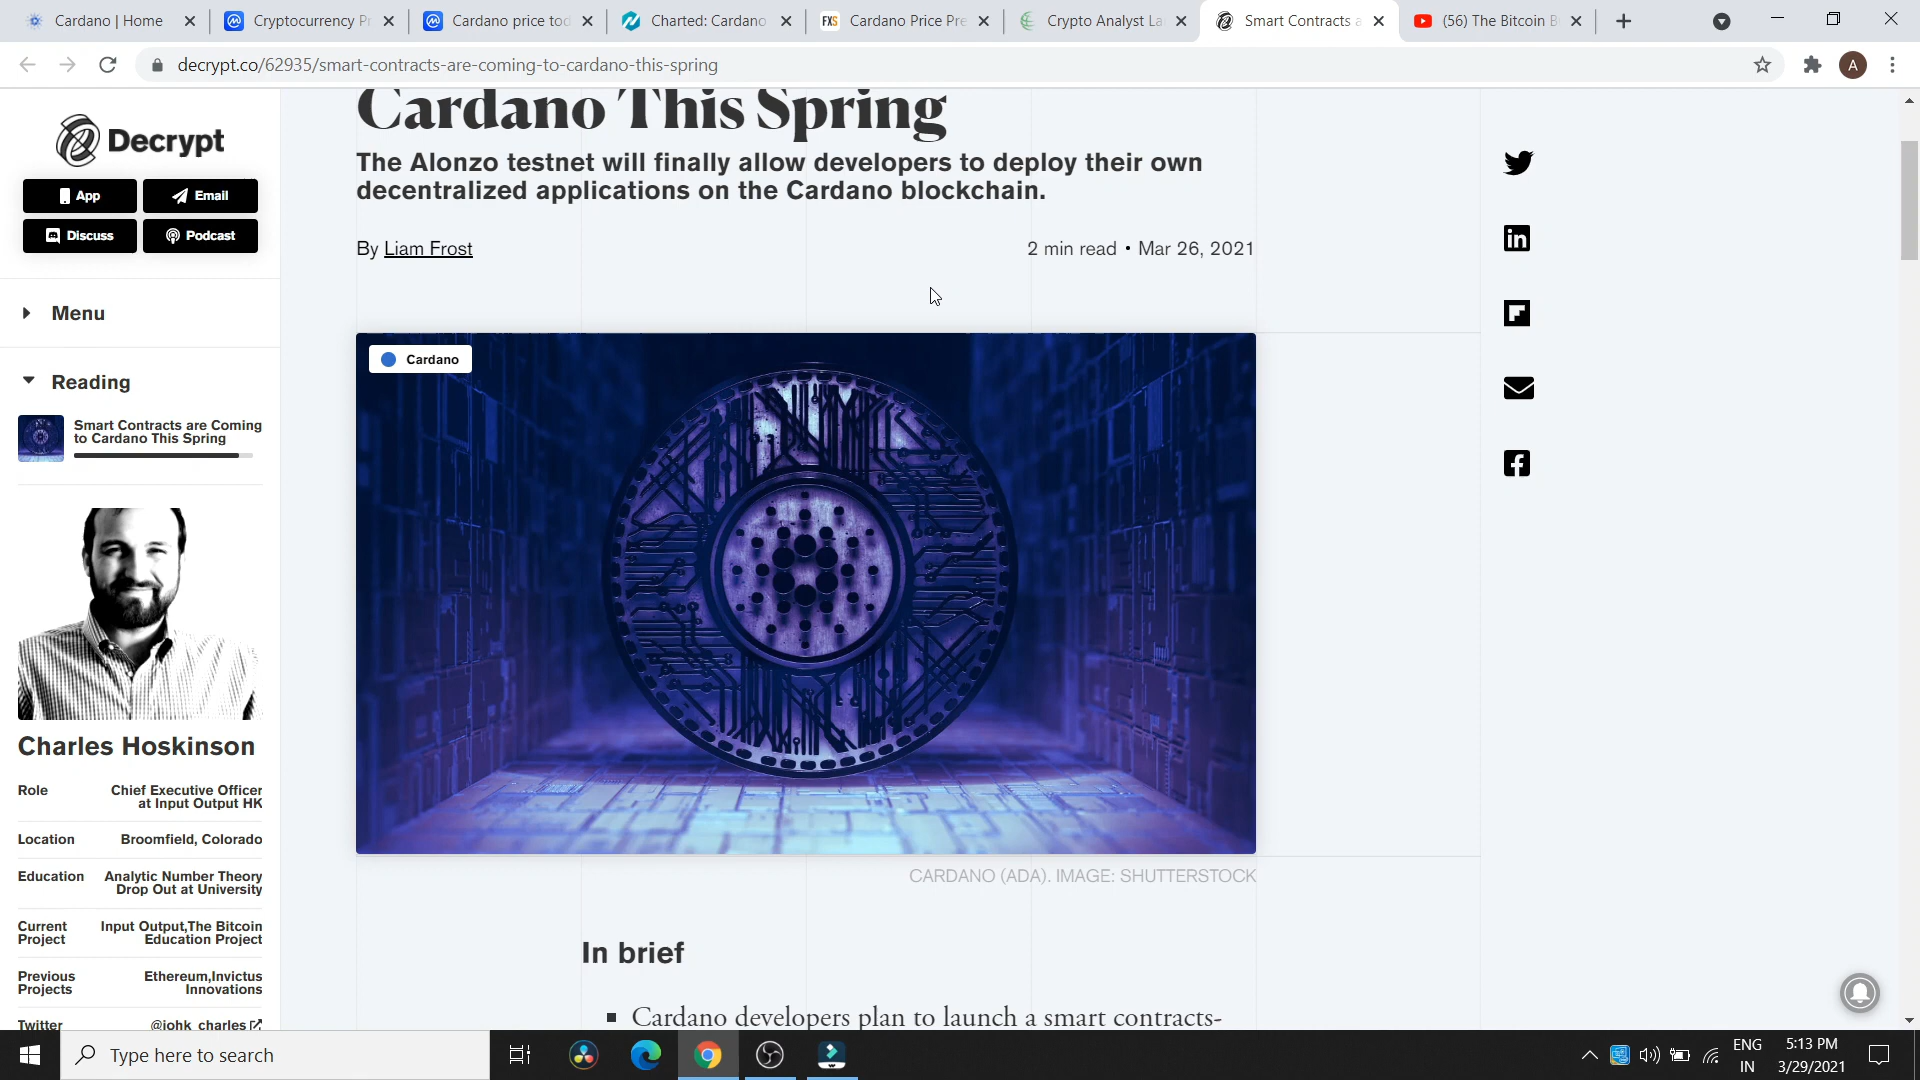 Cardano | Home
Cryptocurrency Pr
Cardano price tod
Charted: Cardano
FXS
Cardano Price Pre
Crypto Analyst La
Smart Contracts a
(56) The Bitcoin B
decrypt.co/62935/smart-contracts-are-coming-to-cardano-this-spring
A
Decrypt
App
Email
Discuss
Podcast
Menu
Reading
Smart Contracts are Coming
to Cardano This Spring
Charles Hoskinson
Role
Chief Executive Officer
at Input Output HK
Location
Broomfield, Colorado
Education
Analytic Number Theory
Drop Out at University
Current
Project
Input Output,The Bitcoin
Education Project
Previous
Projects
Ethereum,Invictus
Innovations
Twitter
@iohk_charles
Cardano This Spring
The Alonzo testnet will finally allow developers to deploy their own
decentralized applications on the Cardano blockchain.
By Liam Frost
2 min read • Mar 26, 2021
Cardano
CARDANO (ADA). IMAGE: SHUTTERSTOCK
In brief
Cardano developers plan to launch a smart contracts-
Type here to search
ENG
IN
5:13 PM
3/29/2021